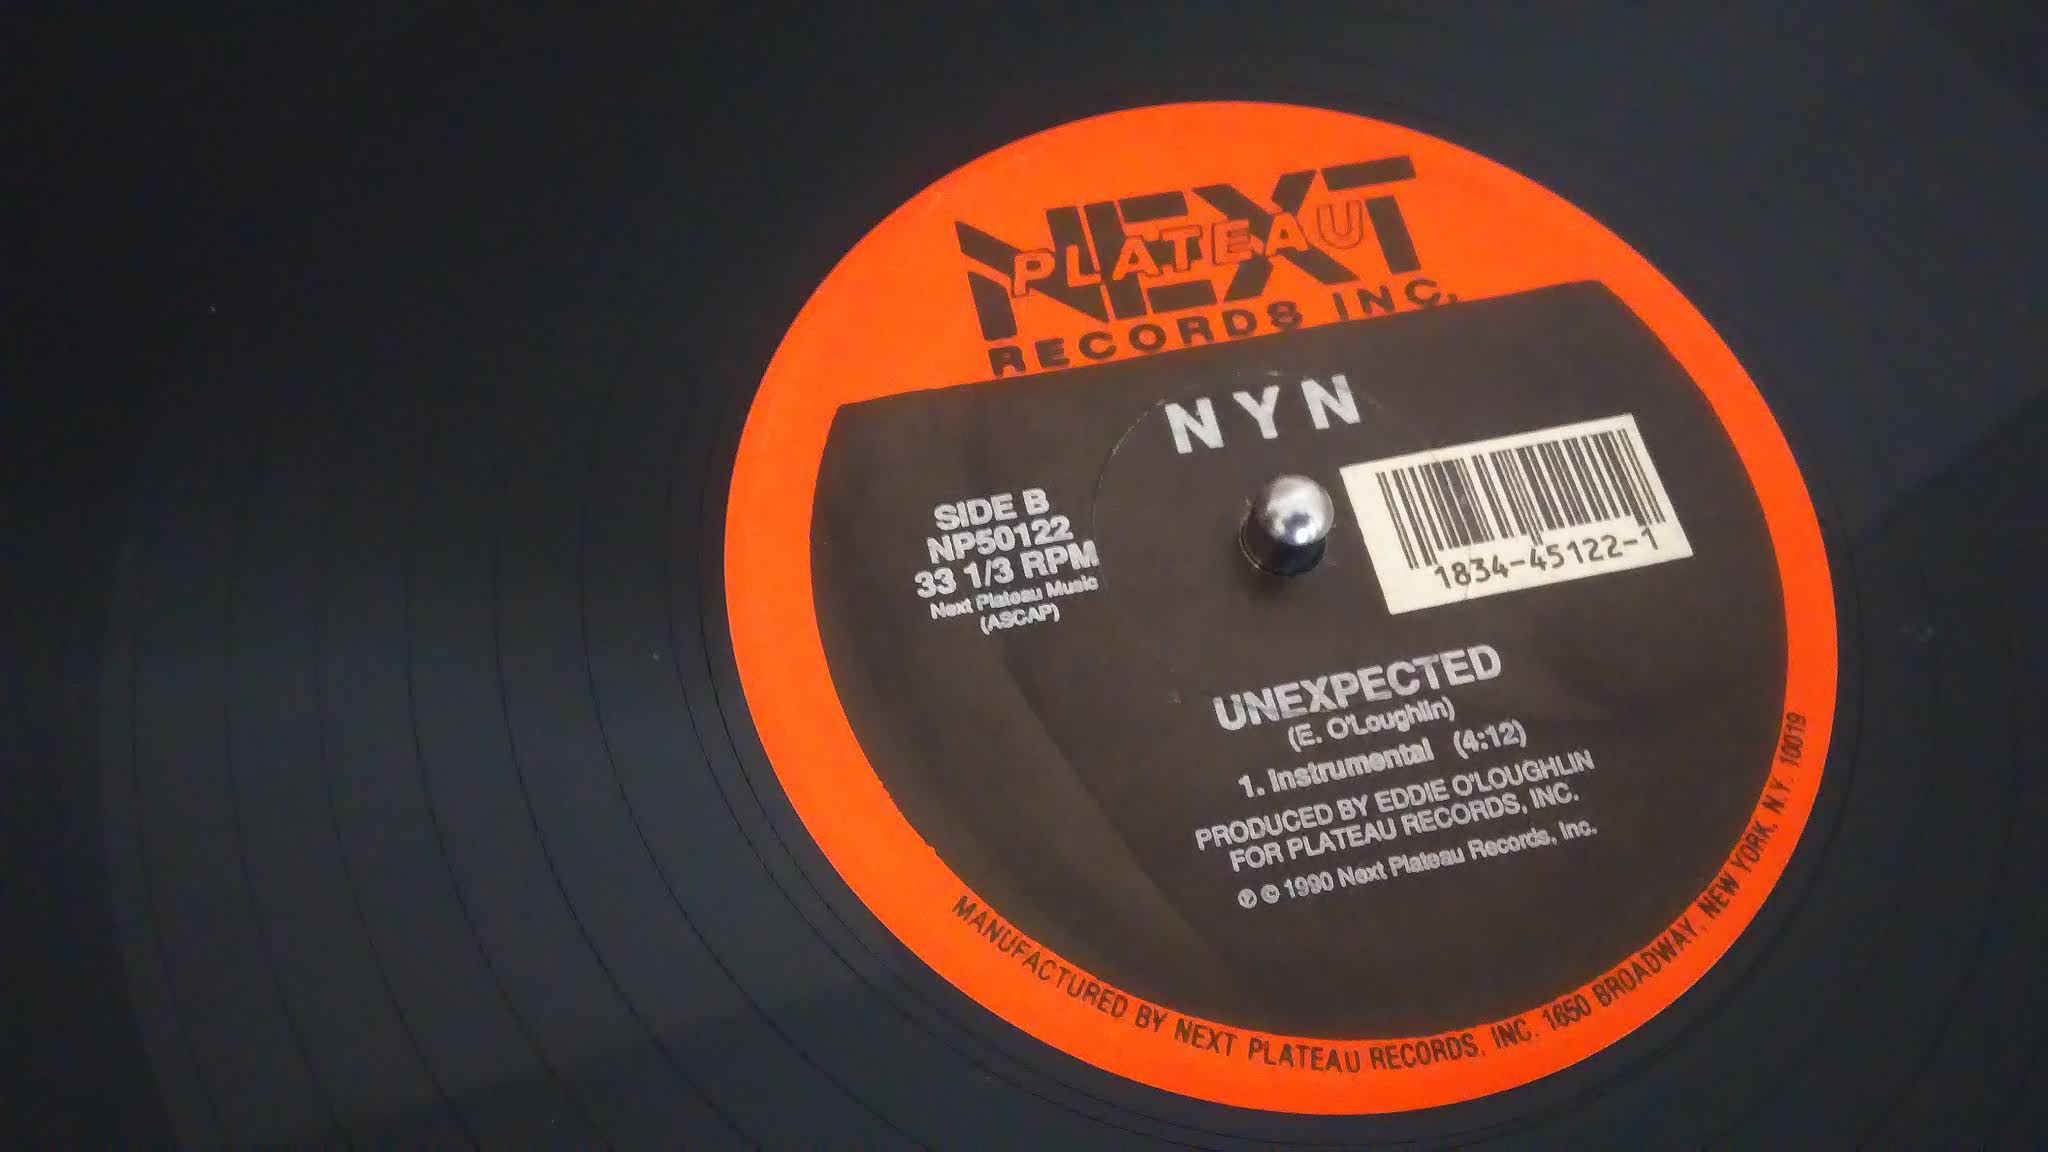 NEXT
PLATEAU
RECORDS INC.
NYN
SIDE B
NP50122
33 1/3 RPM
Next Plateau Music
(ASCAP)
1834-45122-1
UNEXPECTED
(E. O'Loughlin)
1. Instrumental (4:12)
PRODUCED BY EDDIE O'LOUGHLIN
FOR PLATEAU RECORDS, INC.
℗ © 1990 Next Plateau Records, Inc.
MANUFACTURED BY NEXT PLATEAU RECORDS, INC. 1650 BROADWAY, NEW YORK, N.Y. 10019